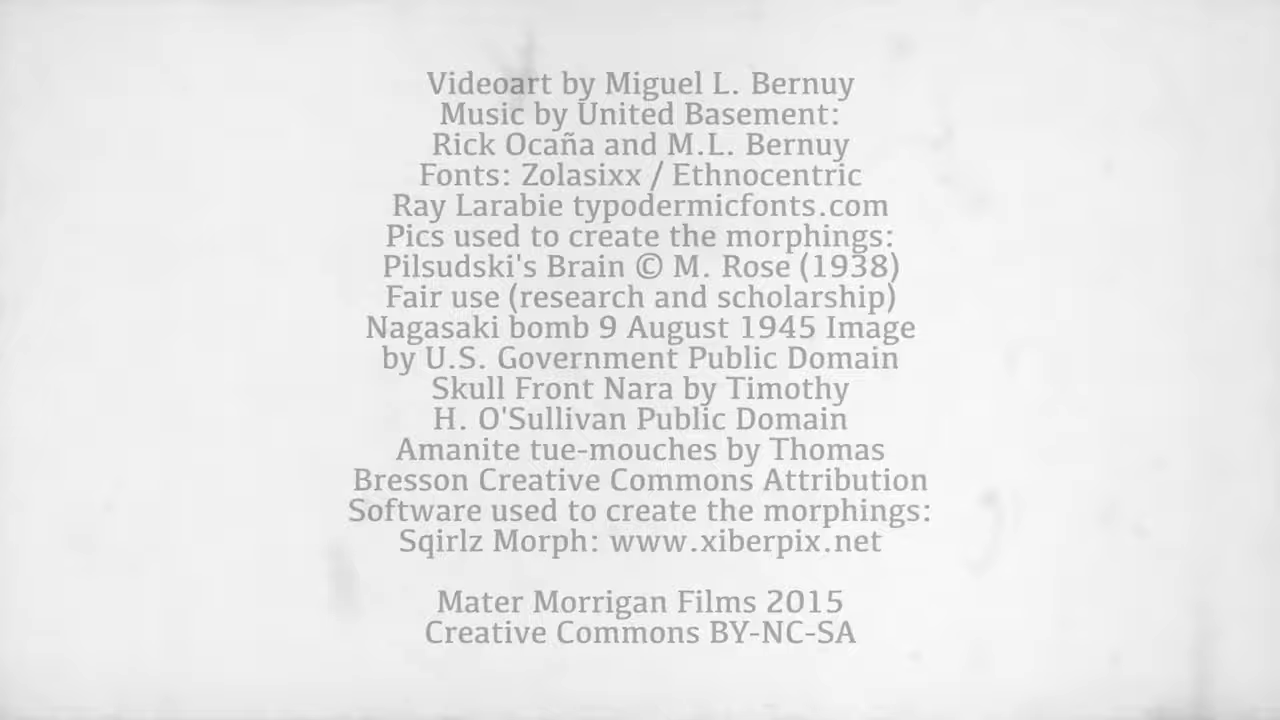 Videoart by Miguel L. Bernuy
Music by United Basement:
Rick Ocaña and M.L. Bernuy
Fonts: Zolasixx / Ethnocentric
Ray Larabie typodermicfonts.com
Pics used to create the morphings:
Pilsudski's Brain © M. Rose (1938)
Fair use (research and scholarship)
Nagasaki bomb 9 August 1945 Image
by U.S. Government Public Domain
Skull Front Nara by Timothy
H. O'Sullivan Public Domain
Amanite tue-mouches by Thomas
Bresson Creative Commons Attribution
Software used to create the morphings:
Sqirlz Morph: www.xiberpix.net
Mater Morrigan Films 2015
Creative Commons BY-NC-SA